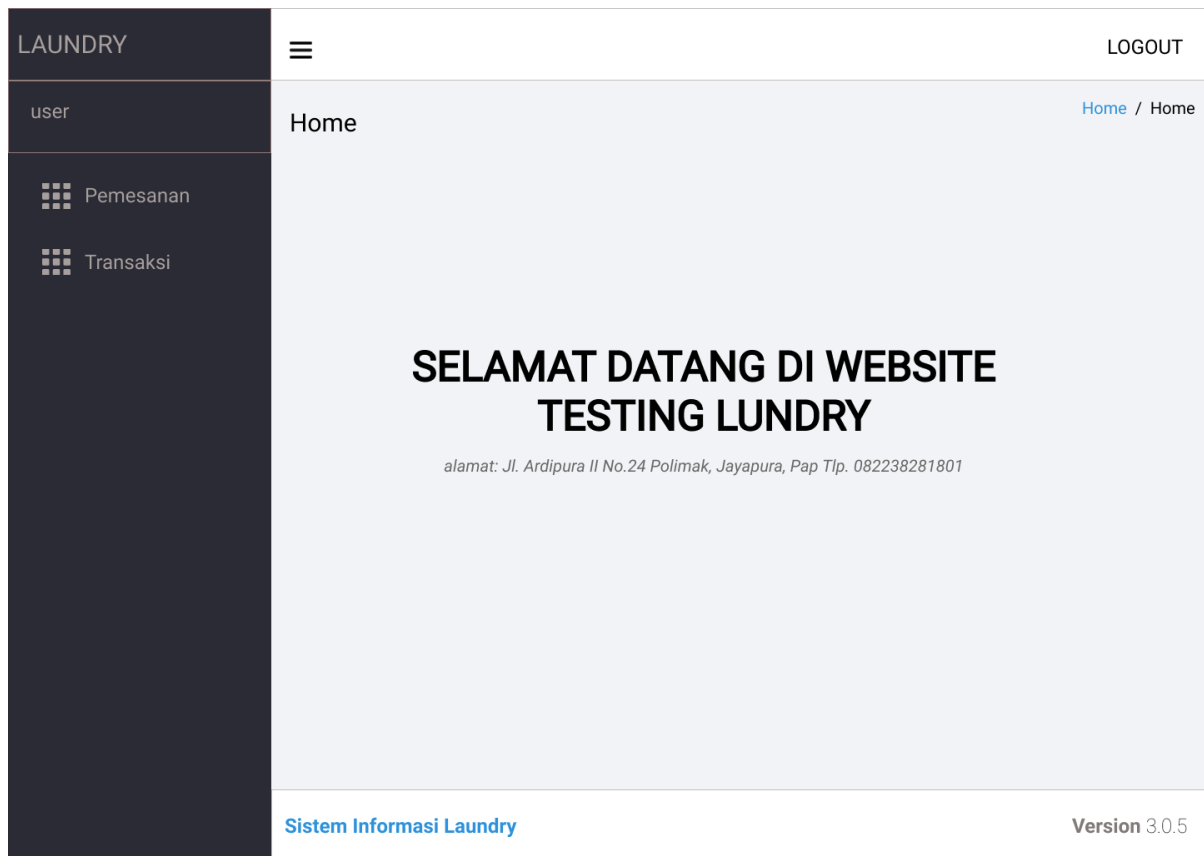 LAUNDRY
LOGOUT
user
Home
Home / Home
Pemesanan
Transaksi
SELAMAT DATANG DI WEBSITE
TESTING LUNDRY
alamat: Jl. Ardipura II No.24 Polimak, Jayapura, Pap Tlp. 082238281801
Sistem Informasi Laundry
Version 3.0.5